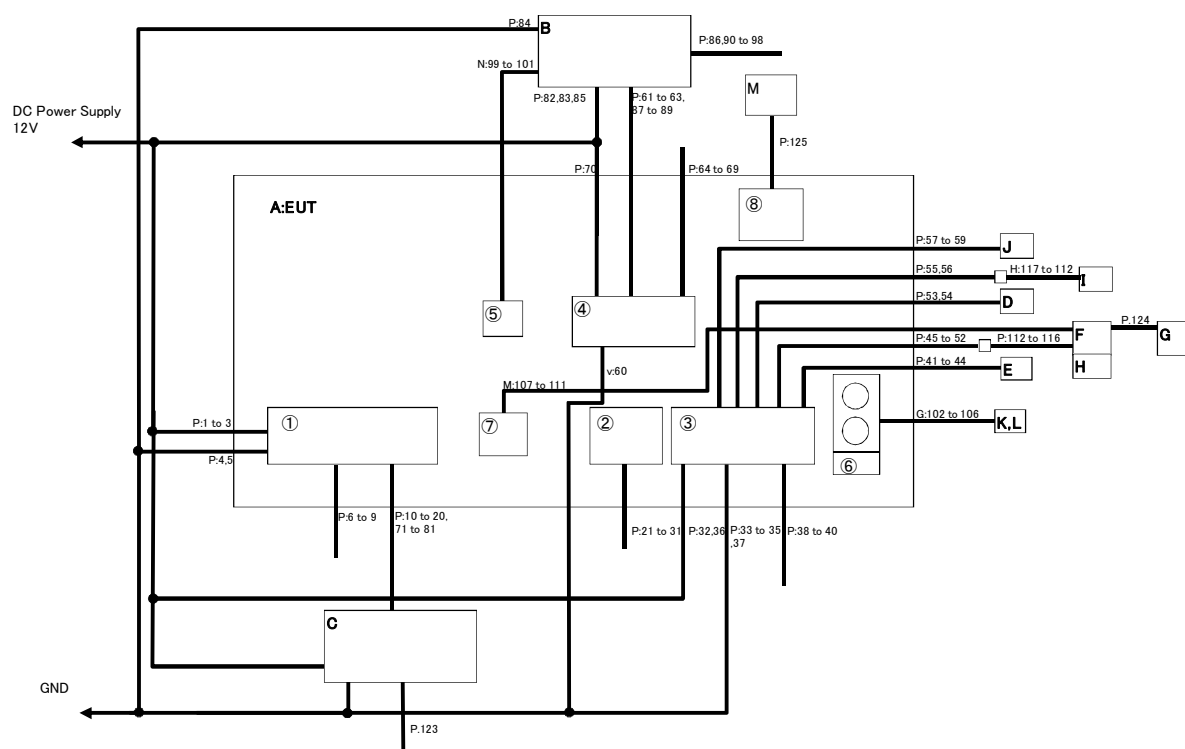 P:84
B
P:86,90 to 98
N:99 to 101
P:82,83,85
P:61 to 63,
87 to 89
M
DC Power Supply
12V
P:125
P:70
P:64 to 69
A:EUT
⑧
P:57 to 59
J
P:55,56
H:117 to 112
I
P:53,54
D
⑤
④
P.124
F
G
P:45 to 52
P:112 to 116
v:60
P:41 to 44
E
H
M:107 to 111
P:1 to 3
①
⑦
②
③
G:102 to 106
K,L
P:4,5
⑥
P:6 to 9
P:10 to 20,
71 to 81
P:21 to 31
P:32,36
P:33 to 35
,37
P:38 to 40
C
GND
P.123